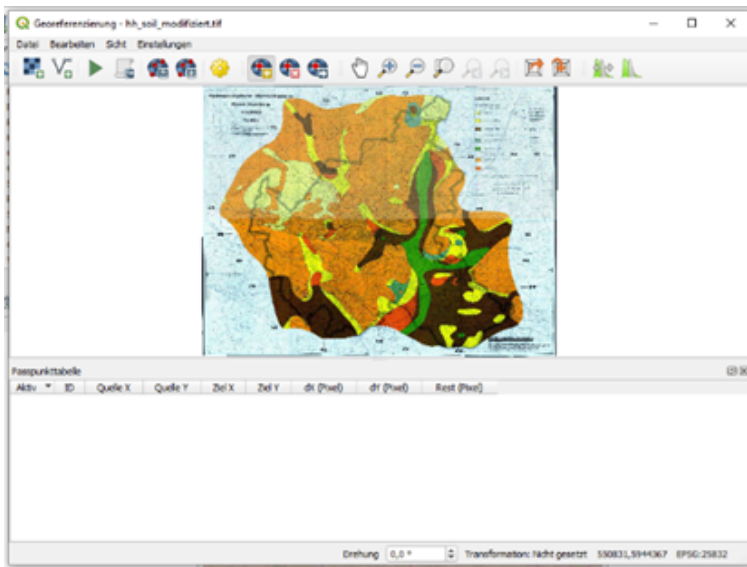 Georeferenzierung - hh_soil_modifiziert.tif
Datei Bearbeiten Sicht Einstellungen
Passpunkttabelle
Aktiv ID Quelle X Quelle Y Ziel X Ziel Y dX (Pixel) dY (Pixel) Rest (Pixel)
Drehung 0,0 ° Transformation: Nicht gesetzt 550831,5944367 EPSG:25832